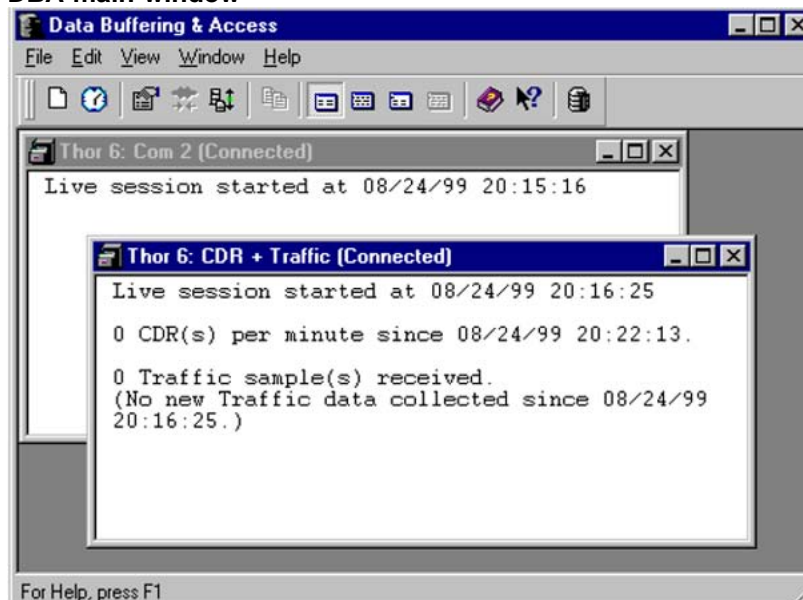 DBA main window
Data Buffering & Access
File Edit View Window Help
Thor 6: Com 2 (Connected)
Live session started at 08/24/99 20:15:16
Thor 6: CDR + Traffic (Connected)
Live session started at 08/24/99 20:16:25
0 CDR(s) per minute since 08/24/99 20:22:13.
0 Traffic sample(s) received.
(No new Traffic data collected since 08/24/99
20:16:25.)
For Help, press F1